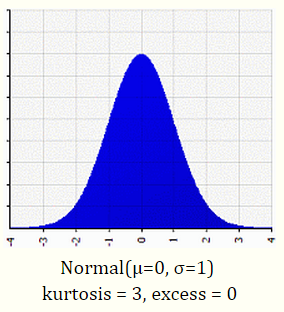 -4 -3 -2 -1 0 1 2 3 4
Normal(μ=0, σ=1)
kurtosis = 3, excess = 0